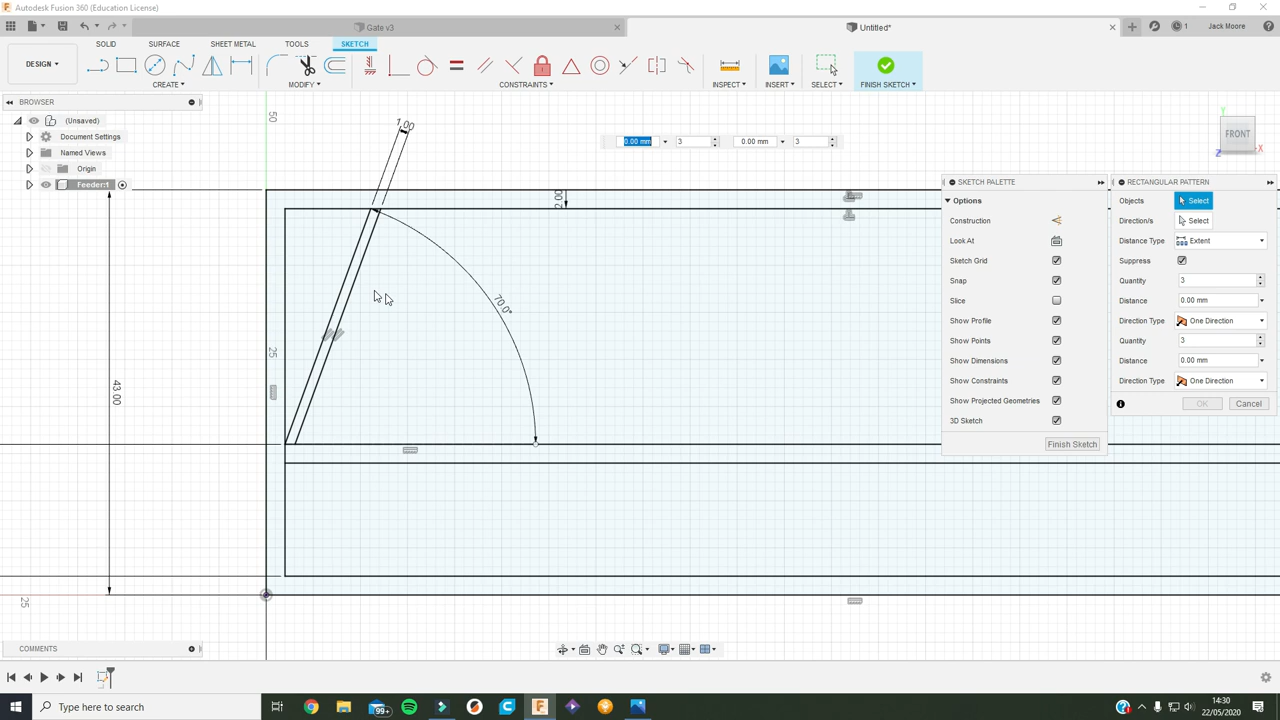 Autodesk Fusion 360 (Education License)
Gate v3
Untitled*
1
Jack Moore
DESIGN
SOLID
SURFACE
SHEET METAL
TOOLS
SKETCH
CREATE
MODIFY
CONSTRAINTS
INSPECT
INSERT
SELECT
FINISH SKETCH
BROWSER
(Unsaved)
Document Settings
Named Views
Origin
Feeder:1
50
1.00
0.00 mm
3
0.00 mm
3
FRONT
Y
X
Z
2.00
70.0°
25
43.00
25
SKETCH PALETTE
Options
Construction
Look At
Sketch Grid
Snap
Slice
Show Profile
Show Points
Show Dimensions
Show Constraints
Show Projected Geometries
3D Sketch
Finish Sketch
RECTANGULAR PATTERN
Objects
Select
Direction/s
Select
Distance Type
Extent
Suppress
Quantity
3
Distance
0.00 mm
Direction Type
One Direction
Quantity
3
Distance
0.00 mm
Direction Type
One Direction
OK
Cancel
COMMENTS
Type here to search
99+
14:30
22/05/2020